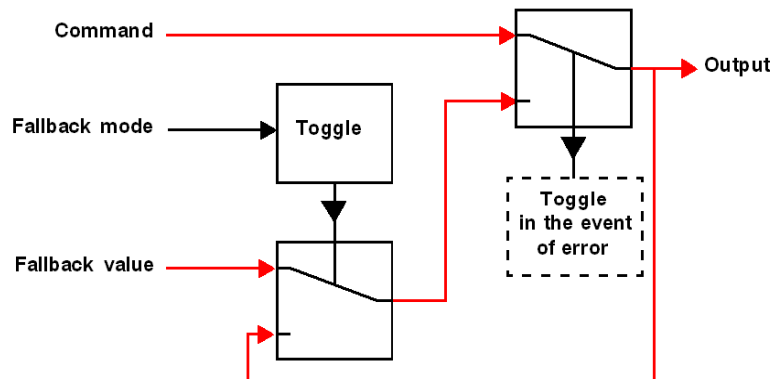 Command
Output
Fallback mode
Toggle
Toggle
in the event
of error
Fallback value